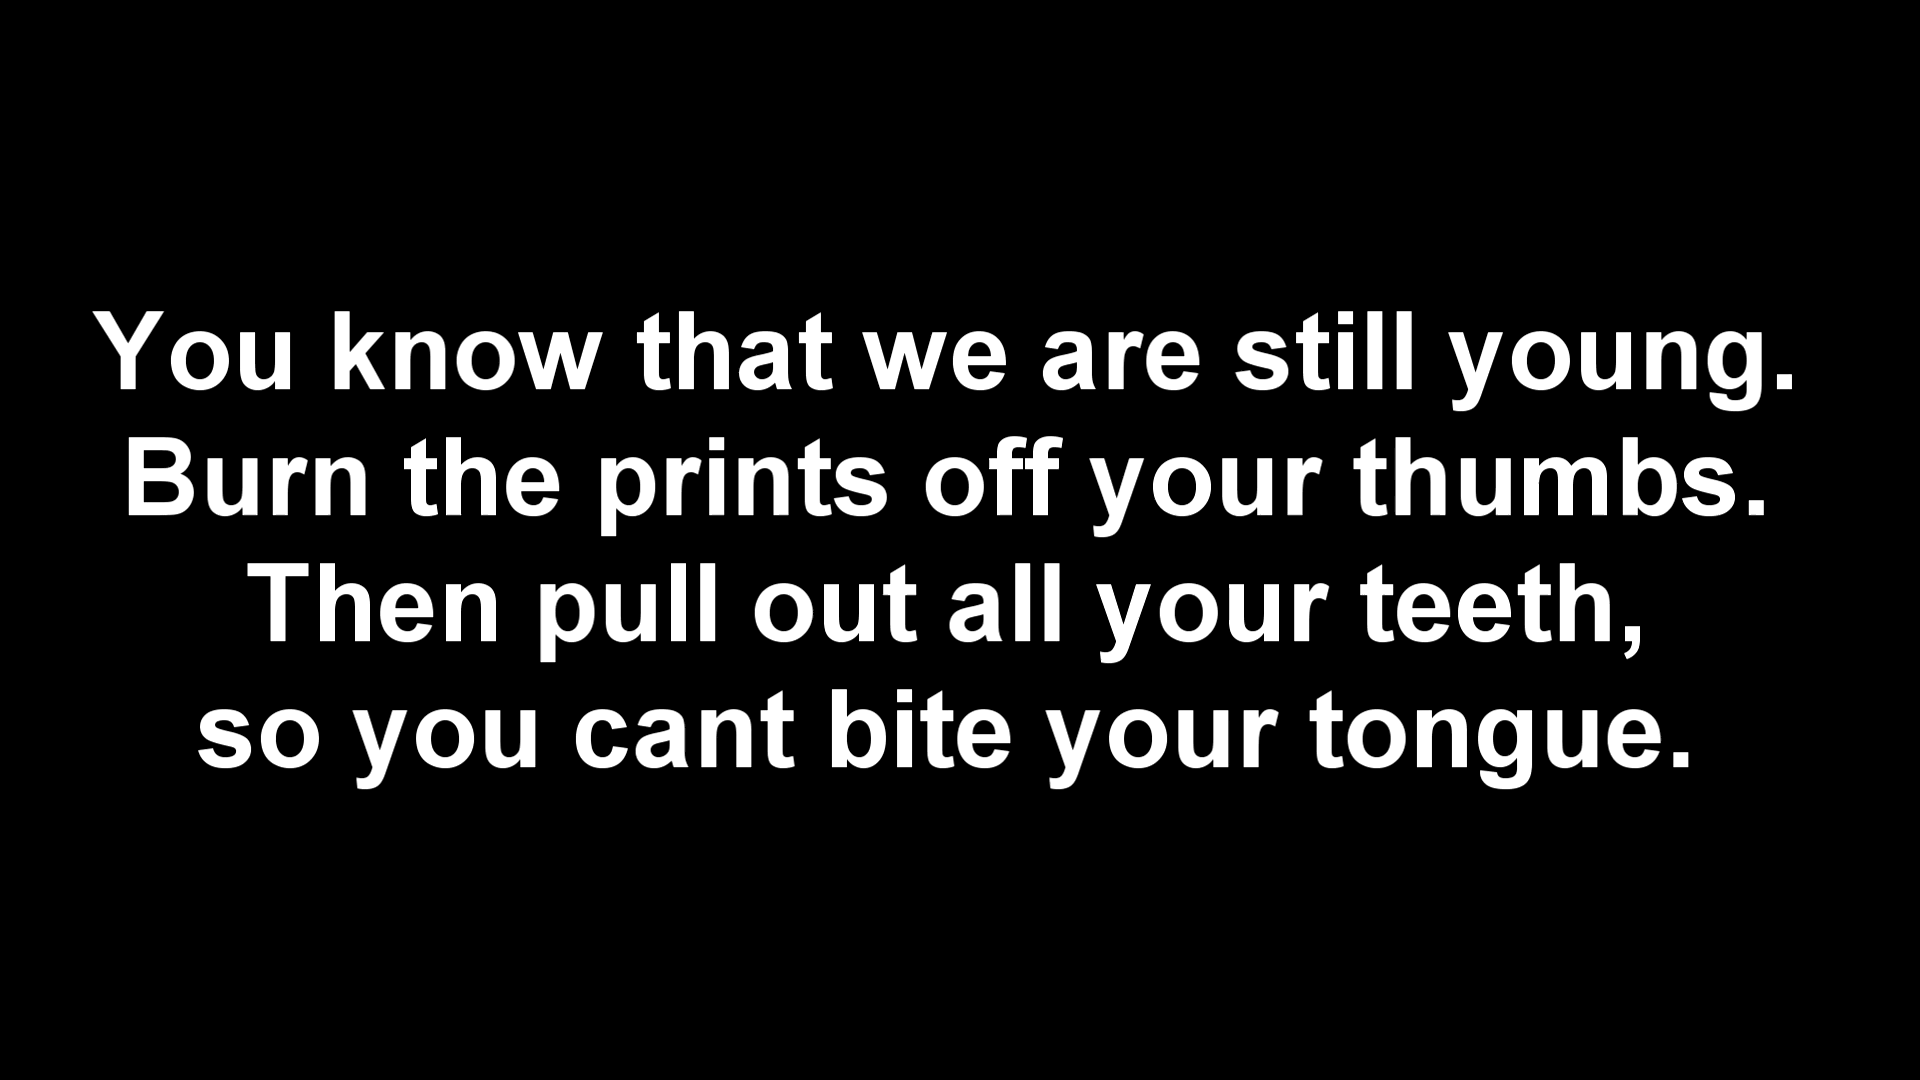 You know that we are still young.
Burn the prints off your thumbs.
Then pull out all your teeth,
so you cant bite your tongue.